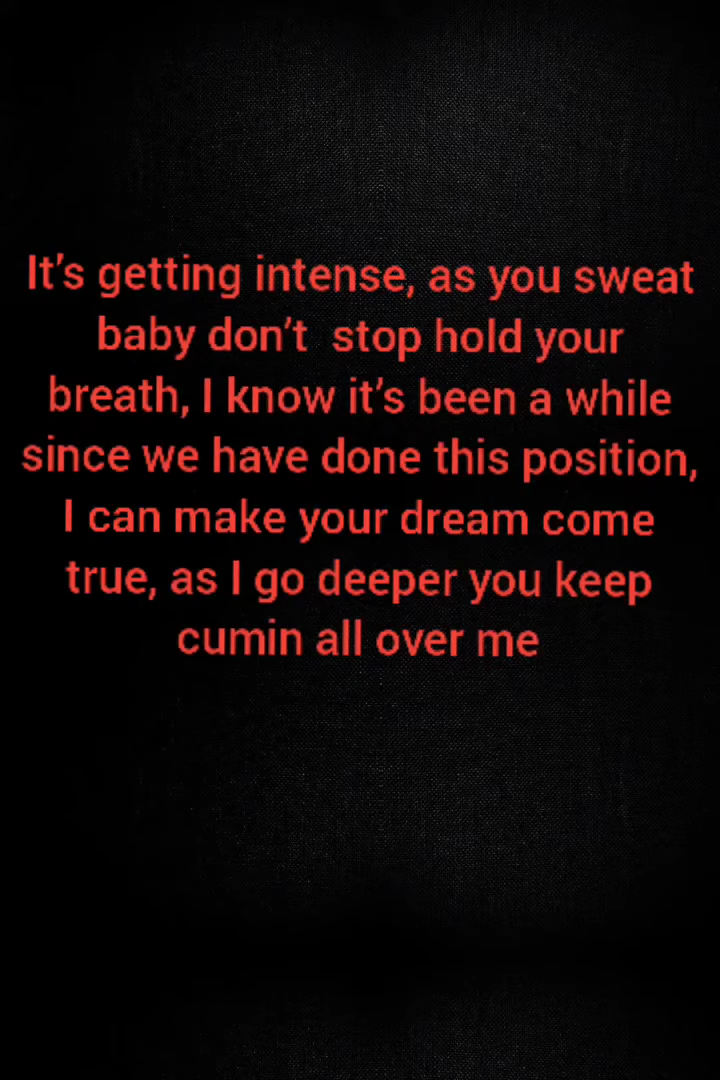 It's getting intense, as you sweat
baby don't  stop hold your
breath, I know it's been a while
since we have done this position,
I can make your dream come
true, as I go deeper you keep
cumin all over me